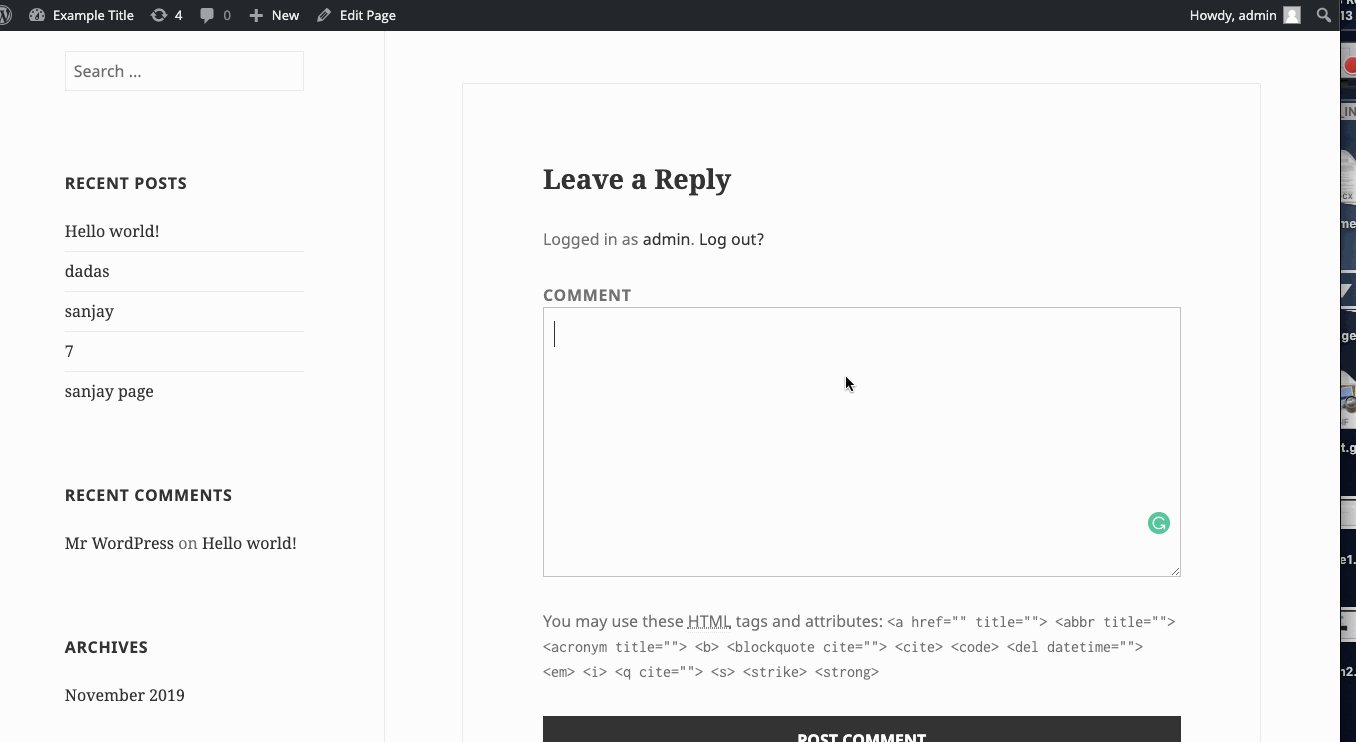 Example Title 4 0 New Edit Page Howdy, admin
Search ...
Leave a Reply
RECENT POSTS
Hello world!
Logged in as admin. Log out?
dadas
COMMENT
sanjay
7
sanjay page
RECENT COMMENTS
Mr WordPress on Hello world!
You may use these HTML tags and attributes: <a href="" title=""> <abbr title="">
<acronym title=""> <b> <blockquote cite=""> <cite> <code> <del datetime="">
<em> <i> <q cite=""> <s> <strike> <strong>
ARCHIVES
November 2019
POST COMMENT